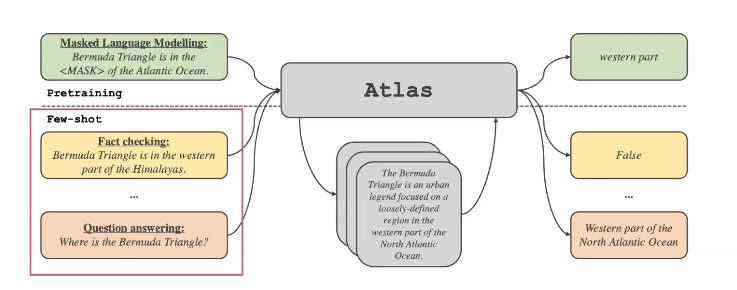 Masked Language Modelling:
Bermuda Triangle is in the
<MASK> of the Atlantic Ocean.
Pretraining
Few-shot
Fact checking:
Bermuda Triangle is in the western
part of the Himalayas.
...
Question answering:
Where is the Bermuda Triangle?
Atlas
The Bermuda
Triangle is an urban
legend focused on a
loosely-defined
region in the
western part of the
North Atlantic
Ocean.
western part
False
...
Western part of the
North Atlantic Ocean